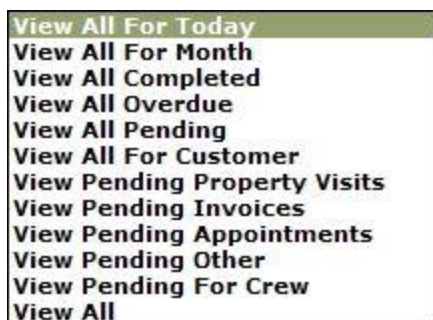 View All For Today
View All For Month
View All Completed
View All Overdue
View All Pending
View All For Customer
View Pending Property Visits
View Pending Invoices
View Pending Appointments
View Pending Other
View Pending For Crew
View All